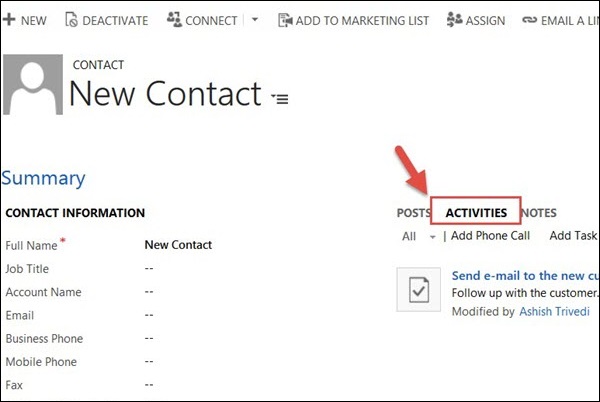 NEW DEACTIVATE CONNECT ADD TO MARKETING LIST ASSIGN EMAIL A LIN
CONTACT
New Contact
Summary
CONTACT INFORMATION
Full Name* New Contact
Job Title --
Account Name --
Email --
Business Phone --
Mobile Phone --
Fax --
POSTS ACTIVITIES NOTES
All | Add Phone Call Add Task
Send e-mail to the new cu
Follow up with the customer.
Modified by Ashish Trivedi